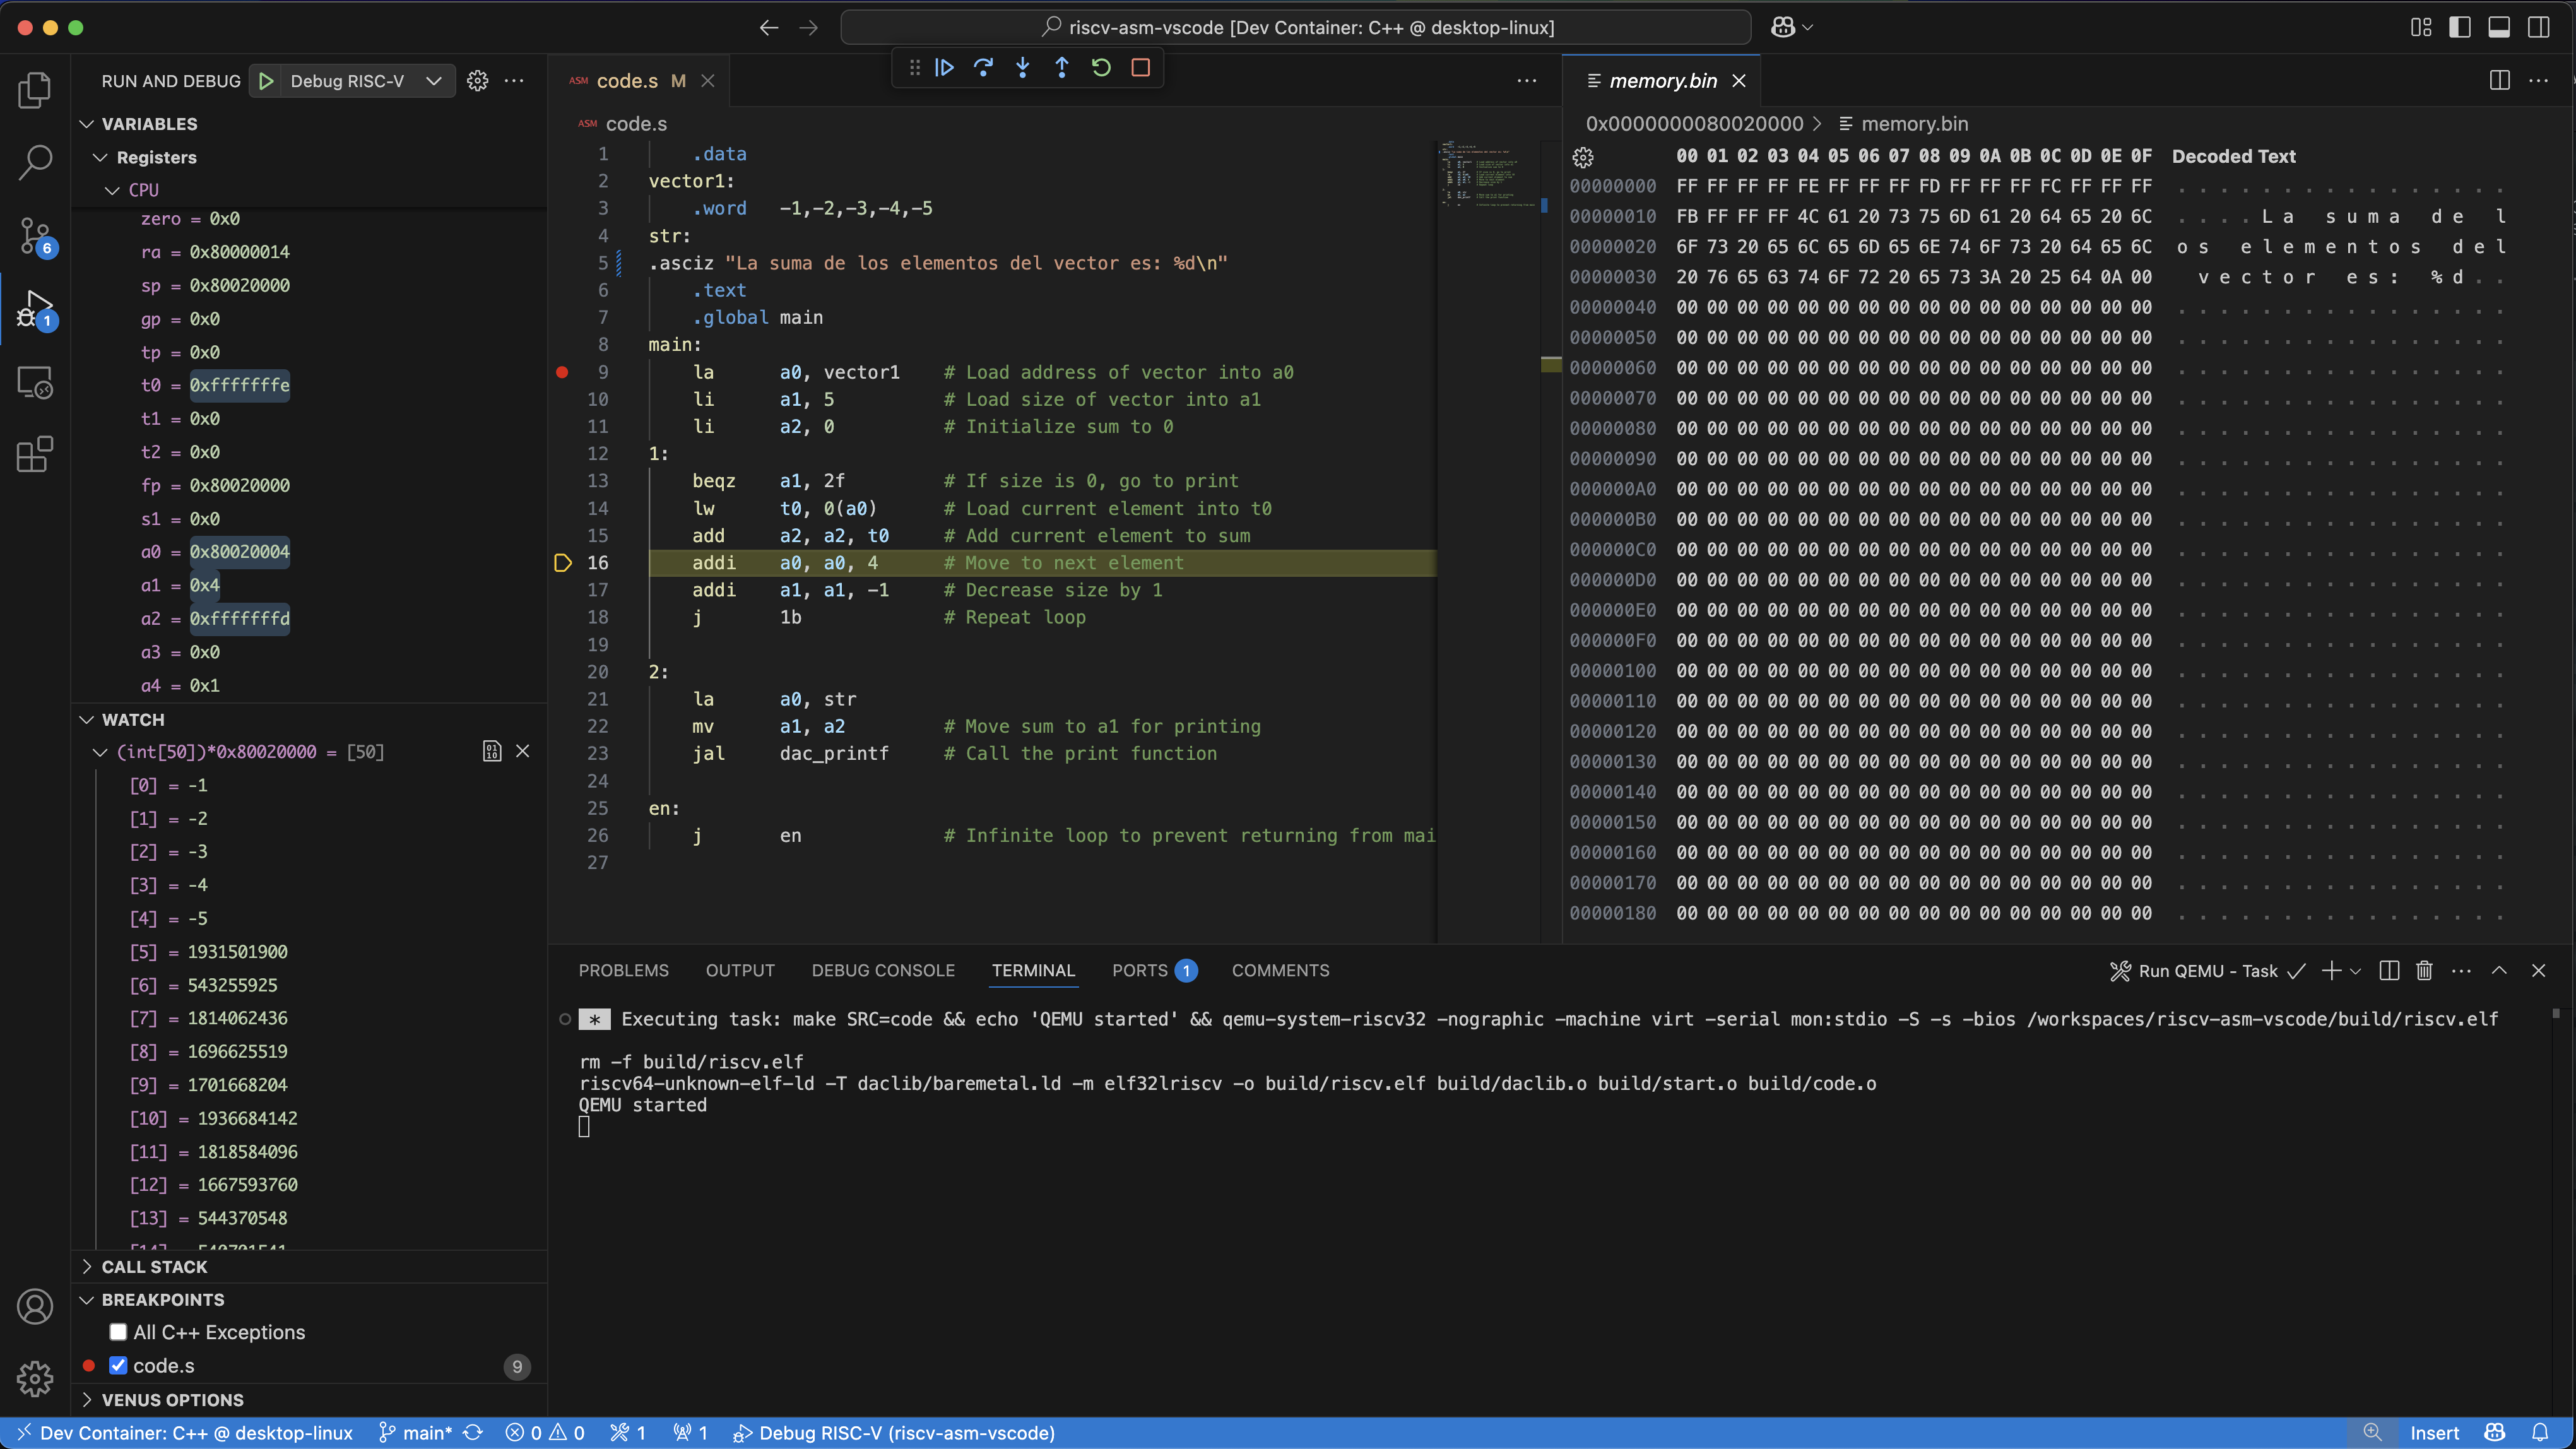 riscv-asm-vscode [Dev Container: C++ @ desktop-linux]
RUN AND DEBUG Debug RISC-V
VARIABLES
Registers
CPU
zero = 0x0
ra = 0x80000014
sp = 0x80020000
gp = 0x0
tp = 0x0
t0 = 0xfffffffe
t1 = 0x0
t2 = 0x0
fp = 0x80020000
s1 = 0x0
a0 = 0x80020004
a1 = 0x4
a2 = 0xfffffffd
a3 = 0x0
a4 = 0x1
WATCH
(int[50])*0x80020000 = [50]
[0] = -1
[1] = -2
[2] = -3
[3] = -4
[4] = -5
[5] = 1931501900
[6] = 543255925
[7] = 1814062436
[8] = 1696625519
[9] = 1701668204
[10] = 1936684142
[11] = 1818584096
[12] = 1667593760
[13] = 544370548
CALL STACK
BREAKPOINTS
All C++ Exceptions
code.s 9
VENUS OPTIONS
6
1
ASM code.s M
ASM code.s
1 .data
2 vector1:
3 .word -1,-2,-3,-4,-5
4 str:
5 .asciz "La suma de los elementos del vector es: %d\n"
6 .text
7 .global main
8 main:
9 la a0, vector1 # Load address of vector into a0
10 li a1, 5 # Load size of vector into a1
11 li a2, 0 # Initialize sum to 0
12 1:
13 beqz a1, 2f # If size is 0, go to print
14 lw t0, 0(a0) # Load current element into t0
15 add a2, a2, t0 # Add current element to sum
16 addi a0, a0, 4 # Move to next element
17 addi a1, a1, -1 # Decrease size by 1
18 j 1b # Repeat loop
19
20 2:
21 la a0, str
22 mv a1, a2 # Move sum to a1 for printing
23 jal dac_printf # Call the print function
24
25 en:
26 j en # Infinite loop to prevent returning from mai
27
memory.bin
0x0000000080020000 > memory.bin
00 01 02 03 04 05 06 07 08 09 0A 0B 0C 0D 0E 0F Decoded Text
00000000 FF FF FF FF FE FF FF FF FD FF FF FF FC FF FF FF . . . . . . . . . . . . . . . .
00000010 FB FF FF FF 4C 61 20 73 75 6D 61 20 64 65 20 6C . . . . L a   s u m a   d e   l
00000020 6F 73 20 65 6C 65 6D 65 6E 74 6F 73 20 64 65 6C o s   e l e m e n t o s   d e l
00000030 20 76 65 63 74 6F 72 20 65 73 3A 20 25 64 0A 00 v e c t o r   e s :   % d . .
00000040 00 00 00 00 00 00 00 00 00 00 00 00 00 00 00 00 . . . . . . . . . . . . . . . .
00000050 00 00 00 00 00 00 00 00 00 00 00 00 00 00 00 00 . . . . . . . . . . . . . . . .
00000060 00 00 00 00 00 00 00 00 00 00 00 00 00 00 00 00 . . . . . . . . . . . . . . . .
00000070 00 00 00 00 00 00 00 00 00 00 00 00 00 00 00 00 . . . . . . . . . . . . . . . .
00000080 00 00 00 00 00 00 00 00 00 00 00 00 00 00 00 00 . . . . . . . . . . . . . . . .
00000090 00 00 00 00 00 00 00 00 00 00 00 00 00 00 00 00 . . . . . . . . . . . . . . . .
000000A0 00 00 00 00 00 00 00 00 00 00 00 00 00 00 00 00 . . . . . . . . . . . . . . . .
000000B0 00 00 00 00 00 00 00 00 00 00 00 00 00 00 00 00 . . . . . . . . . . . . . . . .
000000C0 00 00 00 00 00 00 00 00 00 00 00 00 00 00 00 00 . . . . . . . . . . . . . . . .
000000D0 00 00 00 00 00 00 00 00 00 00 00 00 00 00 00 00 . . . . . . . . . . . . . . . .
000000E0 00 00 00 00 00 00 00 00 00 00 00 00 00 00 00 00 . . . . . . . . . . . . . . . .
000000F0 00 00 00 00 00 00 00 00 00 00 00 00 00 00 00 00 . . . . . . . . . . . . . . . .
00000100 00 00 00 00 00 00 00 00 00 00 00 00 00 00 00 00 . . . . . . . . . . . . . . . .
00000110 00 00 00 00 00 00 00 00 00 00 00 00 00 00 00 00 . . . . . . . . . . . . . . . .
00000120 00 00 00 00 00 00 00 00 00 00 00 00 00 00 00 00 . . . . . . . . . . . . . . . .
00000130 00 00 00 00 00 00 00 00 00 00 00 00 00 00 00 00 . . . . . . . . . . . . . . . .
00000140 00 00 00 00 00 00 00 00 00 00 00 00 00 00 00 00 . . . . . . . . . . . . . . . .
00000150 00 00 00 00 00 00 00 00 00 00 00 00 00 00 00 00 . . . . . . . . . . . . . . . .
00000160 00 00 00 00 00 00 00 00 00 00 00 00 00 00 00 00 . . . . . . . . . . . . . . . .
00000170 00 00 00 00 00 00 00 00 00 00 00 00 00 00 00 00 . . . . . . . . . . . . . . . .
00000180 00 00 00 00 00 00 00 00 00 00 00 00 00 00 00 00 . . . . . . . . . . . . . . . .
PROBLEMS OUTPUT DEBUG CONSOLE TERMINAL PORTS 1 COMMENTS Run QEMU - Task
* Executing task: make SRC=code && echo 'QEMU started' && qemu-system-riscv32 -nographic -machine virt -serial mon:stdio -S -s -bios /workspaces/riscv-asm-vscode/build/riscv.elf
rm -f build/riscv.elf
riscv64-unknown-elf-ld -T daclib/baremetal.ld -m elf32lriscv -o build/riscv.elf build/daclib.o build/start.o build/code.o
QEMU started
Dev Container: C++ @ desktop-linux main* 0 0 1 1 Debug RISC-V (riscv-asm-vscode) Insert